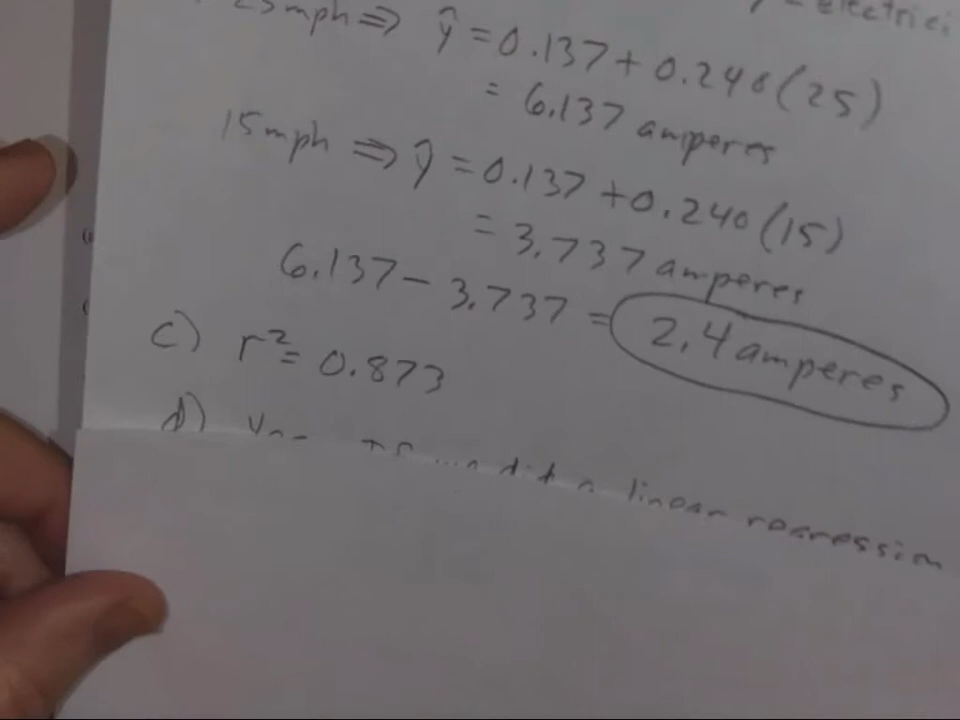 25mph ⇒ ŷ = 0.137 + 0.240(25)
= 6.137 amperes
15mph ⇒ ŷ = 0.137 + 0.240(15)
= 3.737 amperes
6.137 - 3.737 = 2.4 amperes
c) r² = 0.873
d) a linear regression